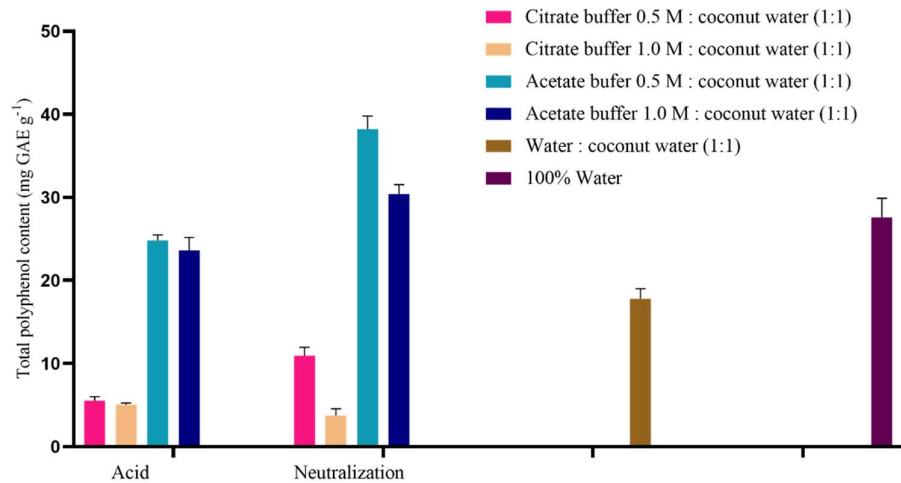 Citrate buffer 0.5 M : coconut water (1:1)
Citrate buffer 1.0 M : coconut water (1:1)
Acetate bufer 0.5 M : coconut water (1:1)
Acetate buffer 1.0 M : coconut water (1:1)
Water : coconut water (1:1)
100% Water
Total polyphenol content (mg GAE g⁻¹)
50
40
30
20
10
0
Acid
Neutralization